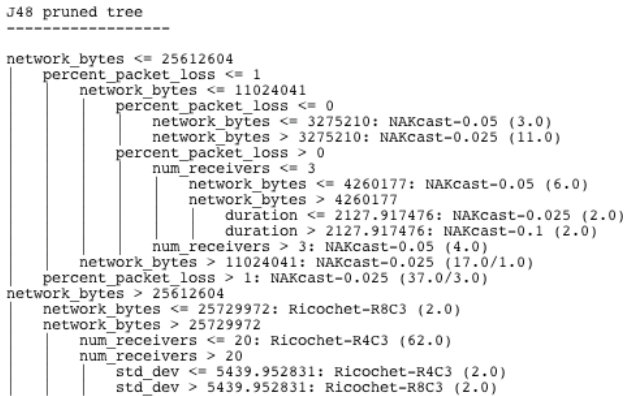 J48 pruned tree
------------------
network_bytes <= 25612604
|   percent_packet_loss <= 1
|   |   network_bytes <= 11024041
|   |   |   percent_packet_loss <= 0
|   |   |   |   network_bytes <= 3275210: NAKcast-0.05 (3.0)
|   |   |   |   network_bytes > 3275210: NAKcast-0.025 (11.0)
|   |   |   percent_packet_loss > 0
|   |   |   |   num_receivers <= 3
|   |   |   |   |   network_bytes <= 4260177: NAKcast-0.05 (6.0)
|   |   |   |   |   network_bytes > 4260177
|   |   |   |   |   |   duration <= 2127.917476: NAKcast-0.025 (2.0)
|   |   |   |   |   |   duration > 2127.917476: NAKcast-0.1 (2.0)
|   |   |   |   num_receivers > 3: NAKcast-0.05 (4.0)
|   |   network_bytes > 11024041: NAKcast-0.025 (17.0/1.0)
|   percent_packet_loss > 1: NAKcast-0.025 (37.0/3.0)
network_bytes > 25612604
|   network_bytes <= 25729972: Ricochet-R8C3 (2.0)
|   network_bytes > 25729972
|   |   num_receivers <= 20: Ricochet-R4C3 (62.0)
|   |   num_receivers > 20
|   |   |   std_dev <= 5439.952831: Ricochet-R4C3 (2.0)
|   |   |   std_dev > 5439.952831: Ricochet-R8C3 (2.0)